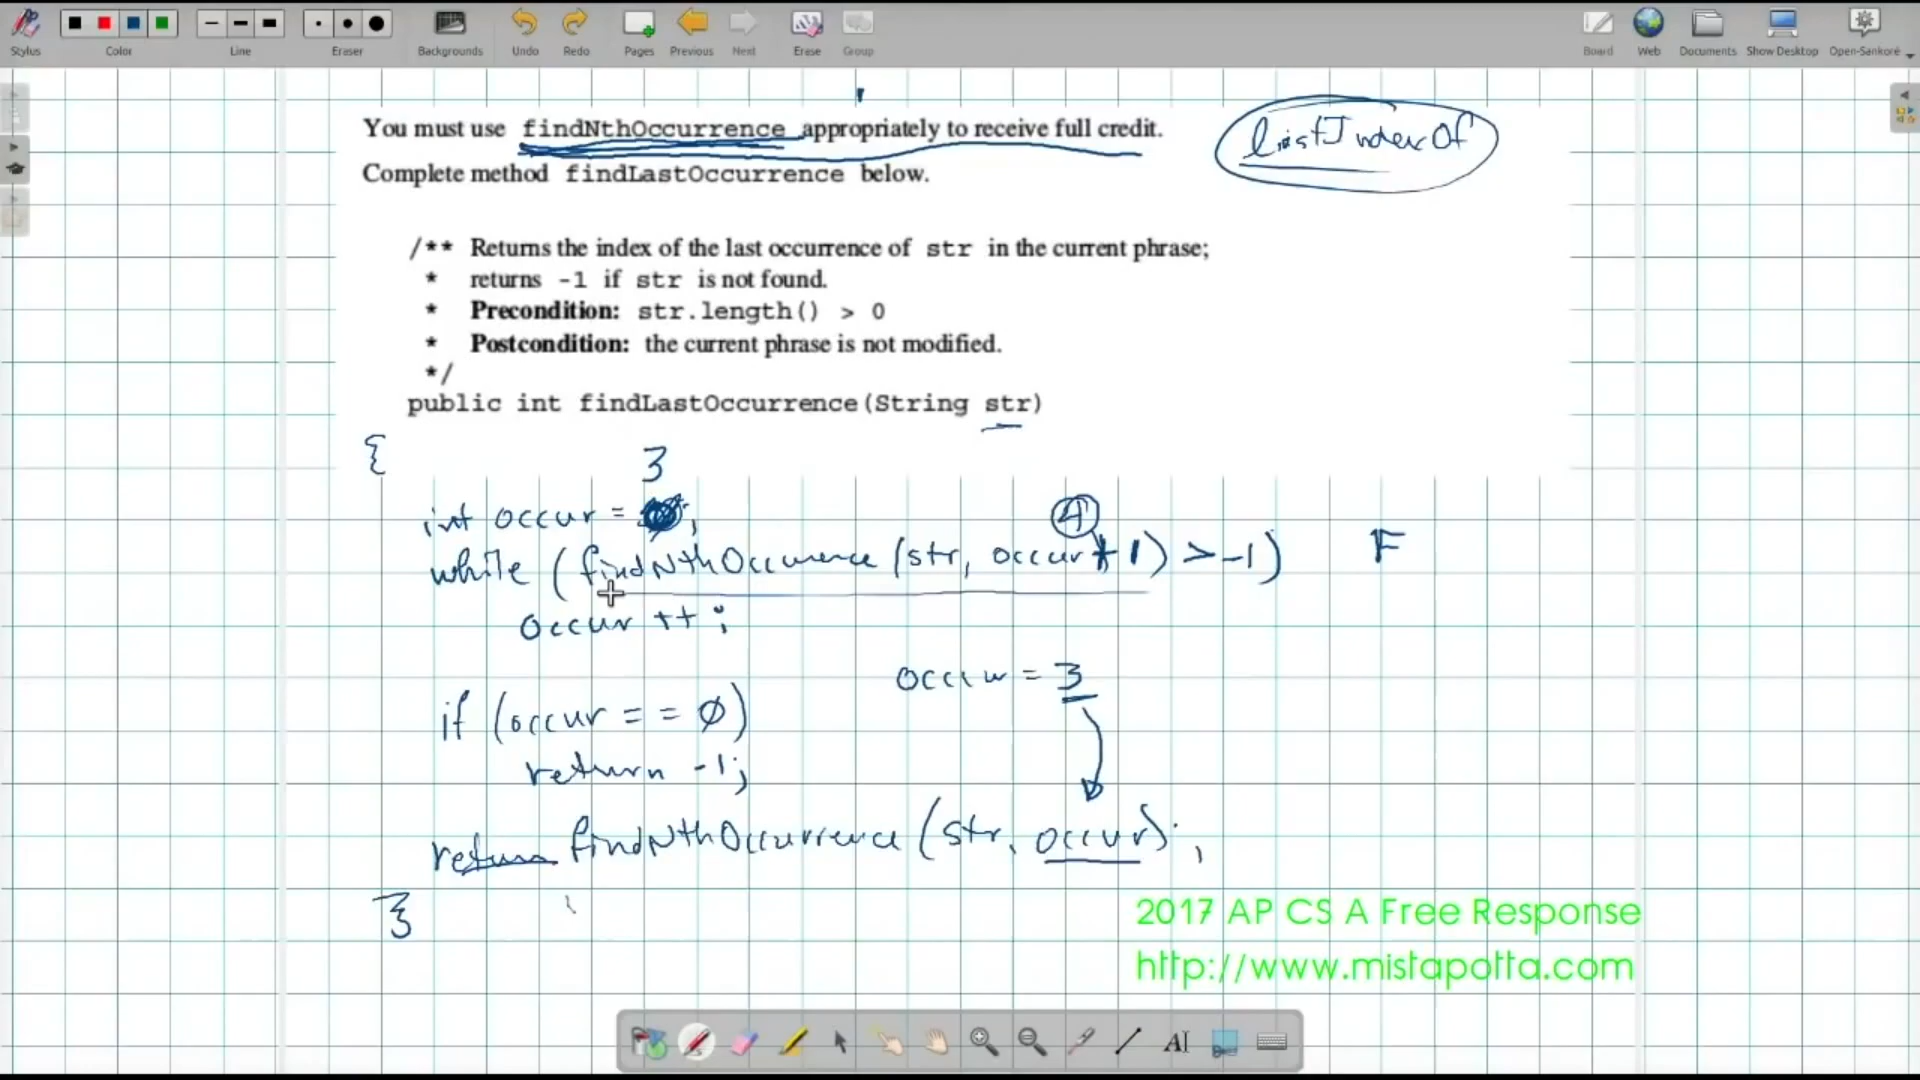 Stylus Color Line Eraser Backgrounds Undo Redo Pages Previous Next Erase Group Board Web Documents Show Desktop Open-Sankoré
You must use findNthOccurrence appropriately to receive full credit.
lastIndexOf
Complete method findLastOccurrence below.
/** Returns the index of the last occurrence of str in the current phrase;
* returns -1 if str is not found.
* Precondition: str.length() > 0
* Postcondition: the current phrase is not modified.
*/
public int findLastOccurrence(String str)
{
3
int occur = 0;
4
while (findNthOccurence (str, occur+1) > -1)
F
occur ++;
occur = 3
if (occur == 0)
return -1;
return findNthOccurrence (str, occur);
}
2017 AP CS A Free Response
http://www.mistapotta.com